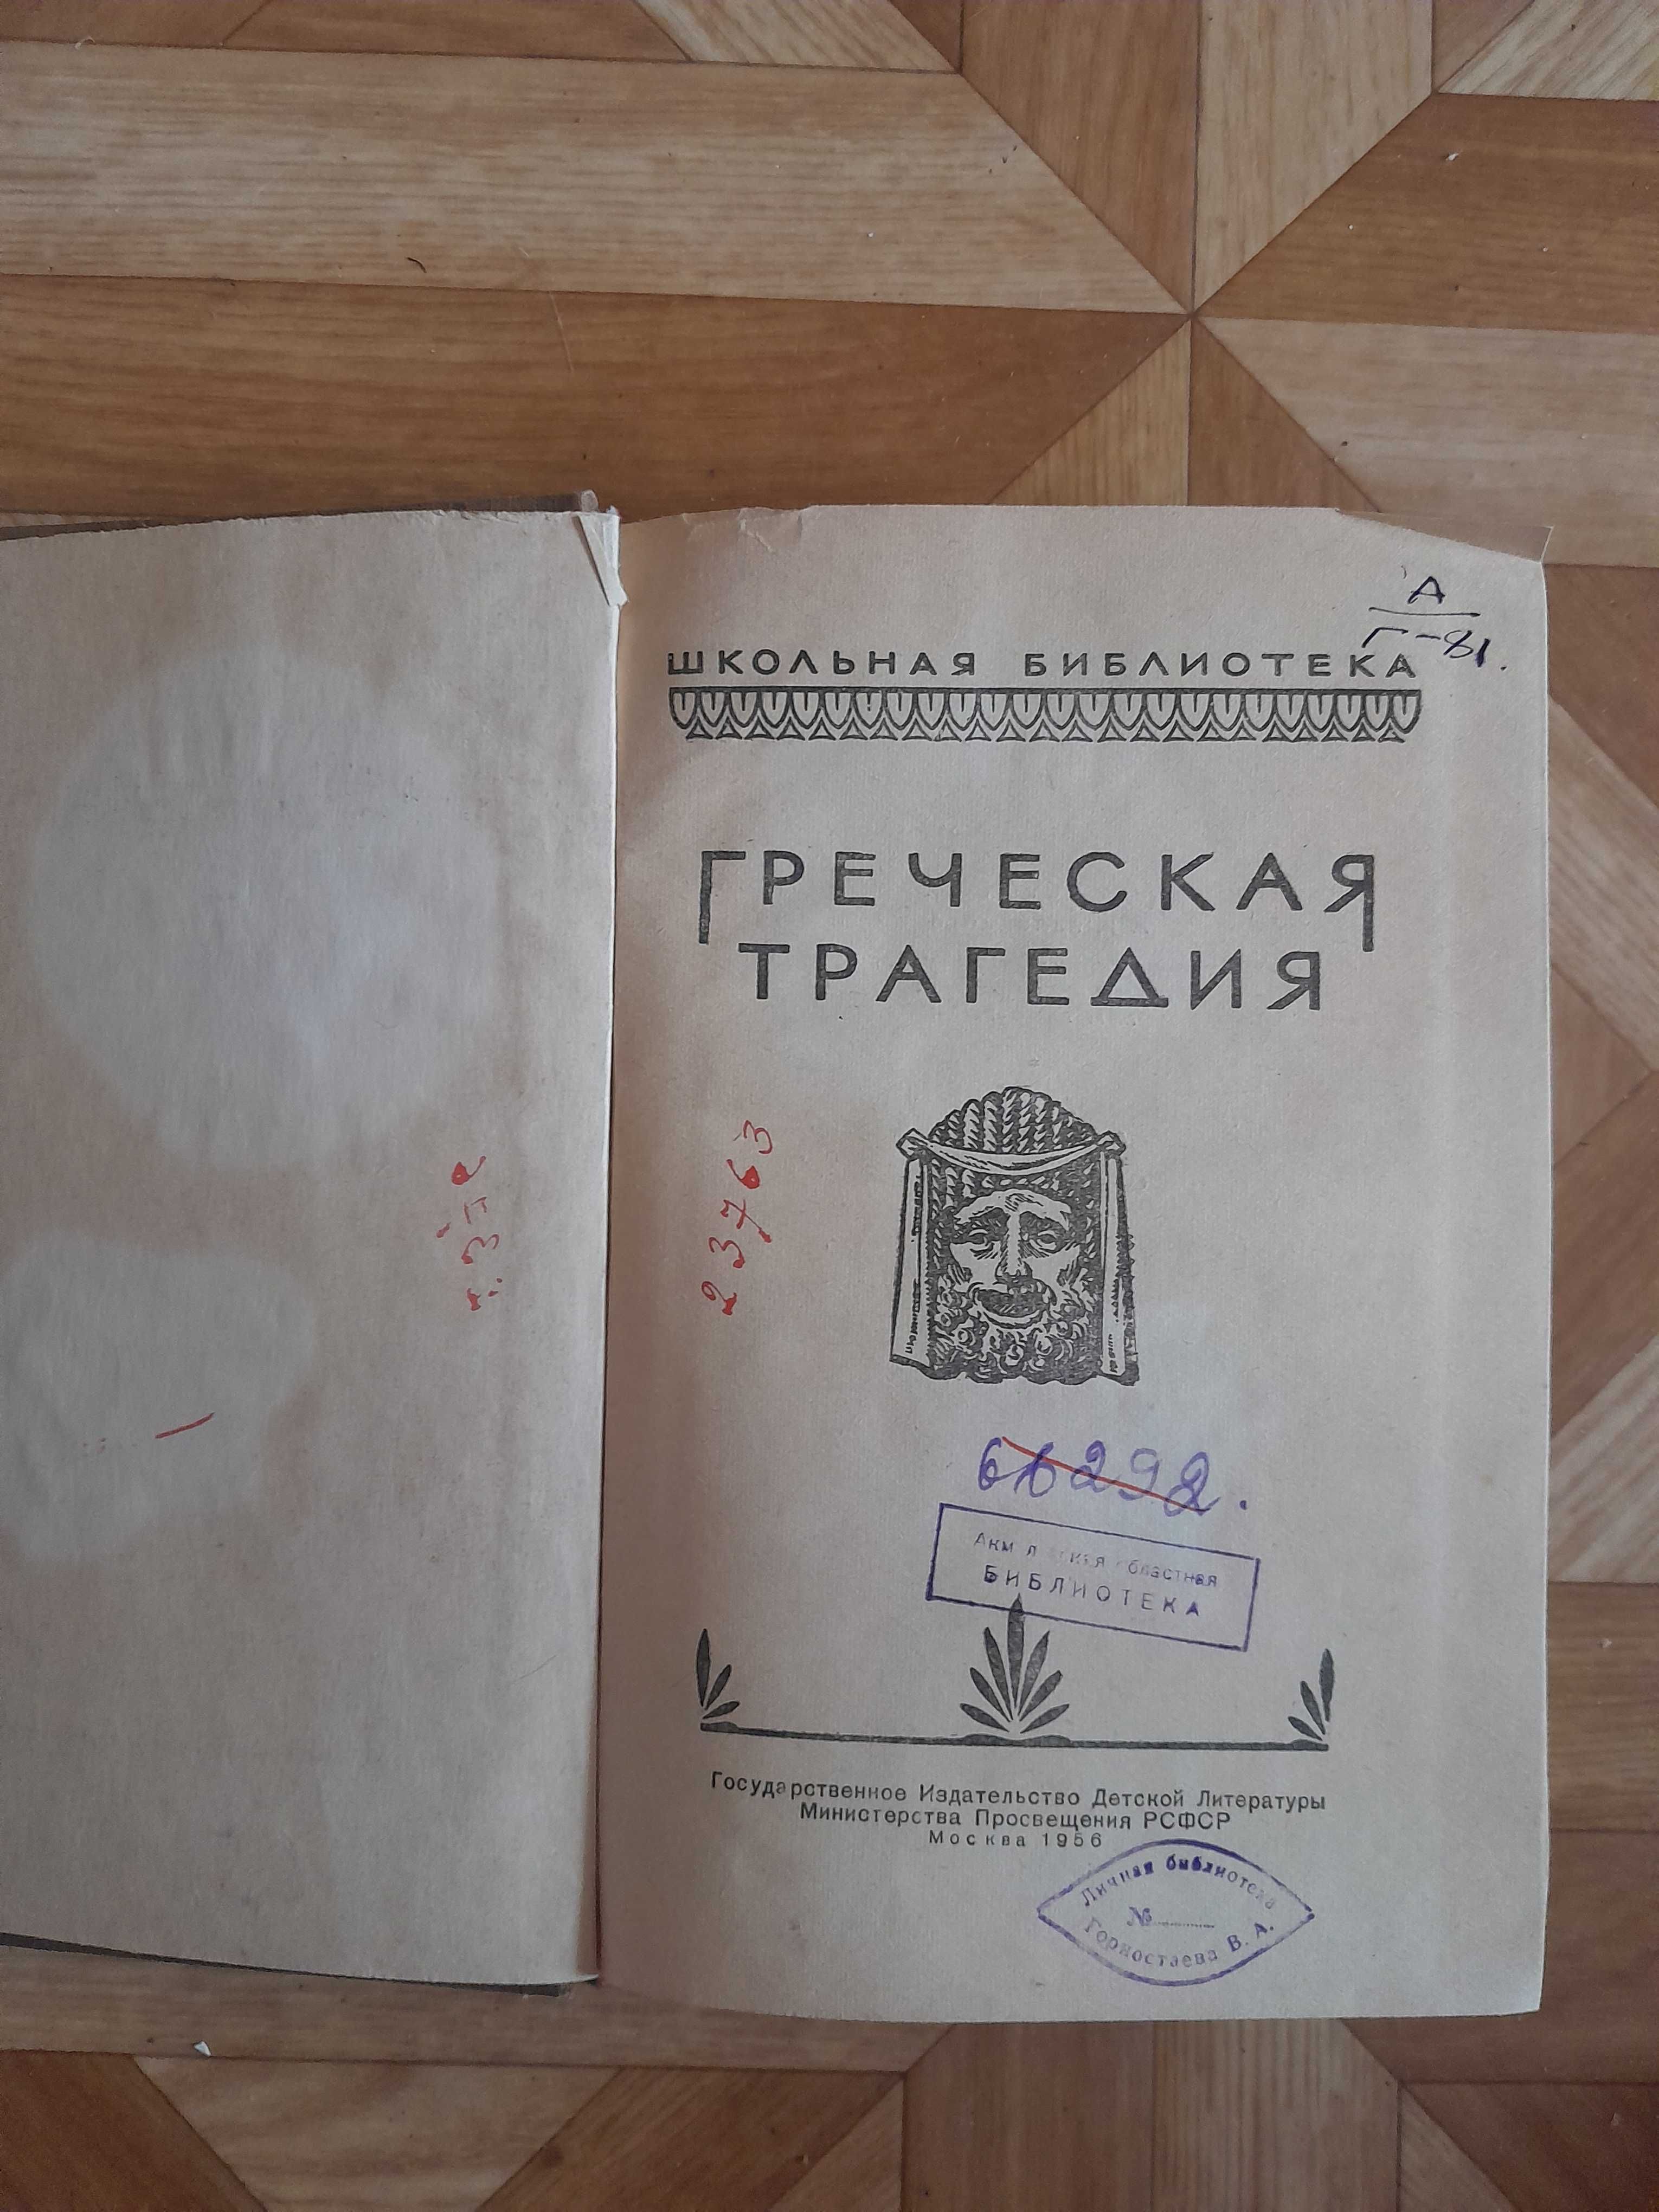 А
Г-81.
ШКОЛЬНАЯ БИБЛИОТЕКА
ГРЕЧЕСКАЯ
ТРАГЕДИЯ
23763
66292.
областная
БИБЛИОТЕКА
Государственное Издательство Детской Литературы
Министерства Просвещения РСФСР
Москва 1956
Личная библиотека
№
Горностаева В. А.